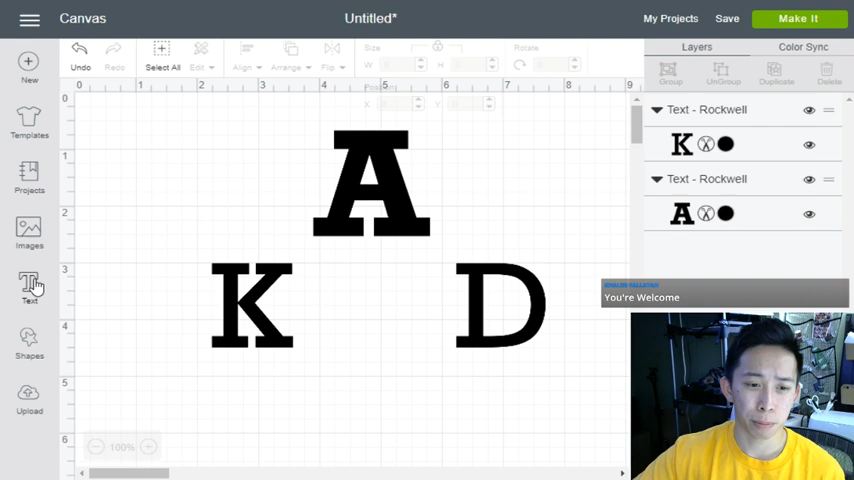 Canvas
Untitled*
My Projects
Save
Make It
New
Templates
Projects
Images
Text
Shapes
Upload
Undo
Redo
Select All
Edit
Align
Arrange
Flip
Size
W
H
Rotate
Position
X
Y
0 1 2 3 4 5 6 7 8 9
0
1
2
3
4
5
6
A
K D
100%
Layers
Color Sync
Group
UnGroup
Duplicate
Delete
Text - Rockwell
K
Text - Rockwell
A
You're Welcome